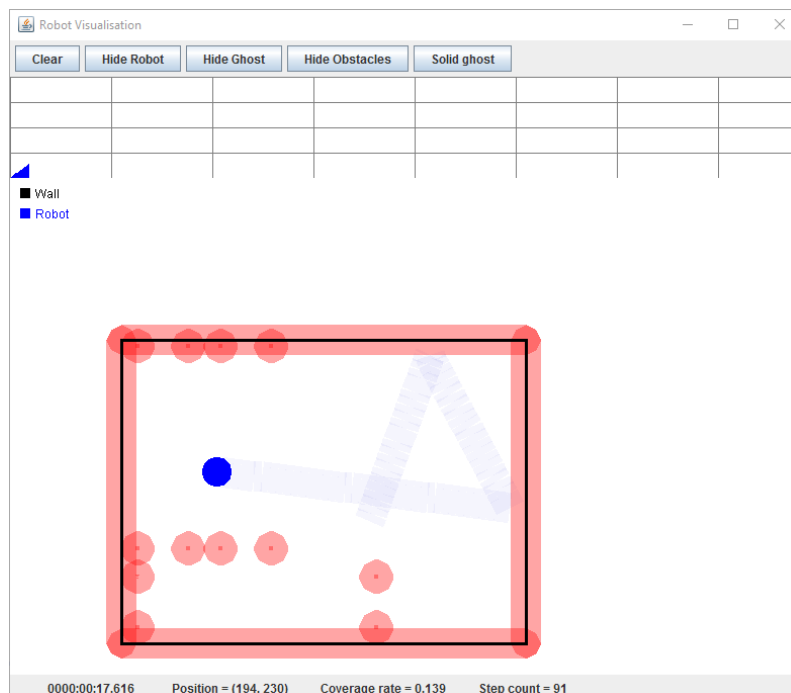 Robot Visualisation
Clear Hide Robot Hide Ghost Hide Obstacles Solid ghost
Wall
Robot
0000:00:17.616 Position = (194, 230) Coverage rate = 0.139 Step count = 91